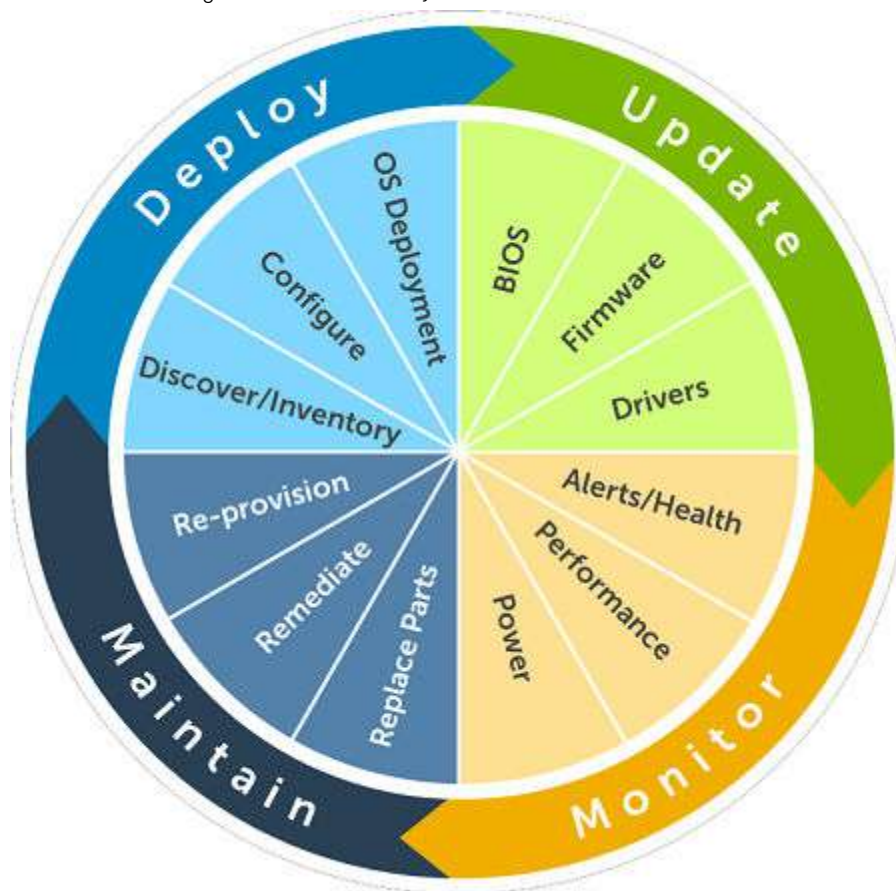 Deploy
Update
OS Deployment
BIOS
Configure
Firmware
Discover/Inventory
Drivers
Re-provision
Alerts/Health
Remediate
Performance
Replace Parts
Power
Maintain
Monitor